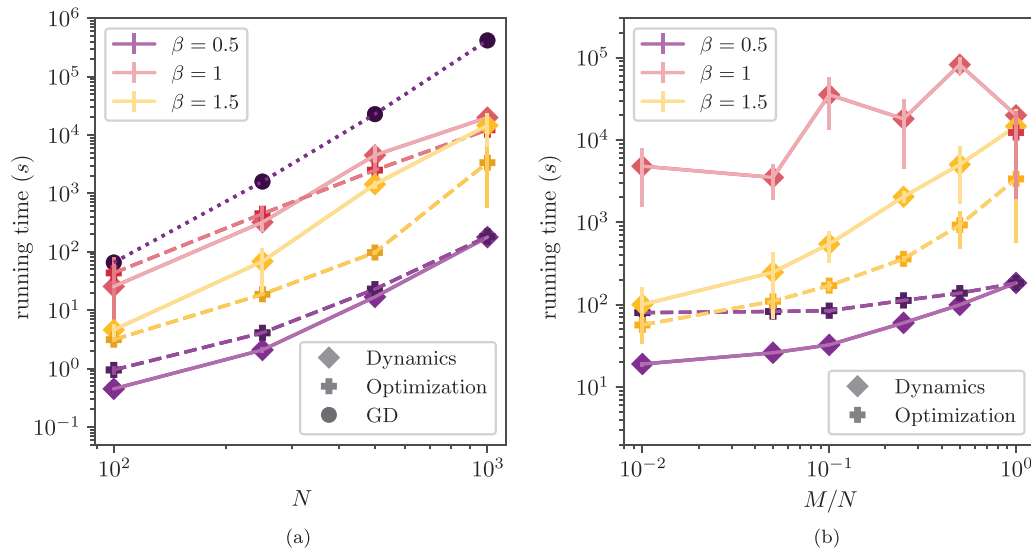 10^6
10^5
10^4
10^3
10^2
10^1
10^0
10^{-1}
running time (s)
β = 0.5
β = 1
β = 1.5
Dynamics
Optimization
GD
10^2
10^3
N
(a)
10^5
10^4
10^3
10^2
10^1
running time (s)
β = 0.5
β = 1
β = 1.5
Dynamics
Optimization
10^{-2}
10^{-1}
10^0
M/N
(b)